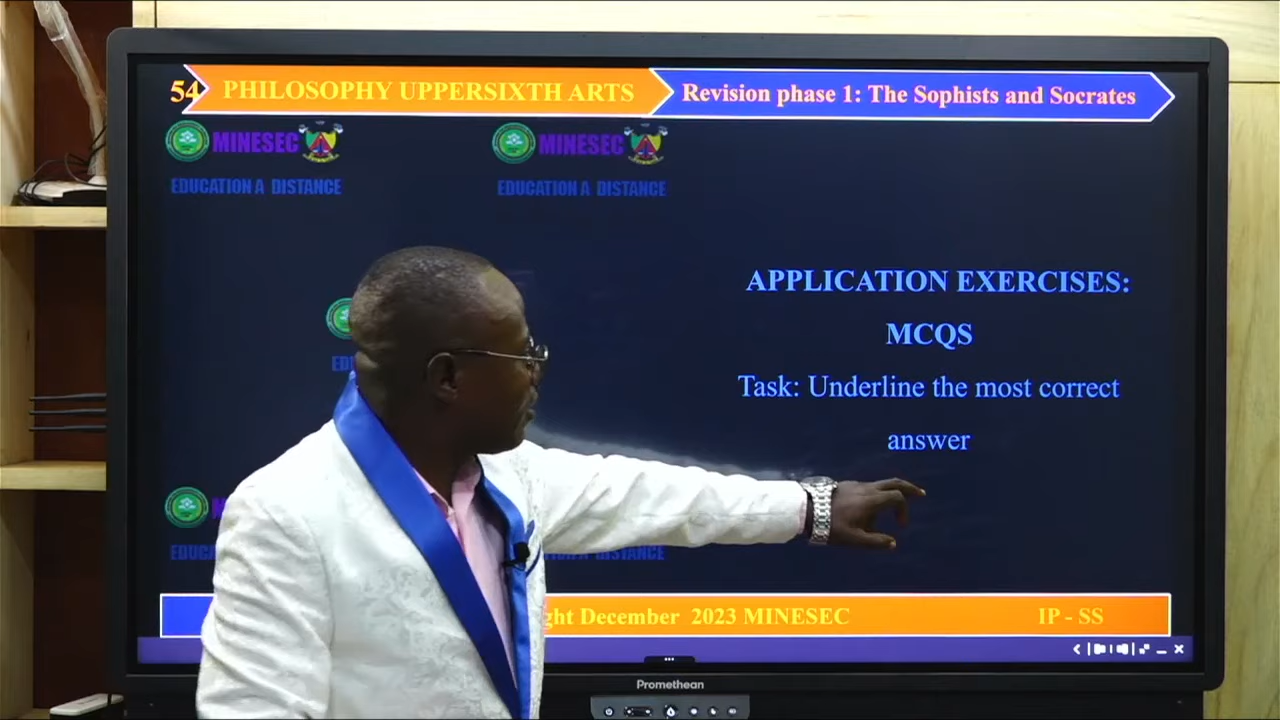 54 PHILOSOPHY UPPERSIXTH ARTS Revision phase 1: The Sophists and Socrates
MINESEC MINESEC
EDUCATION A DISTANCE EDUCATION A DISTANCE
APPLICATION EXERCISES:
MCQS
Task: Underline the most correct
answer
A DISTANCE
December 2023 MINESEC IP - SS
Promethean